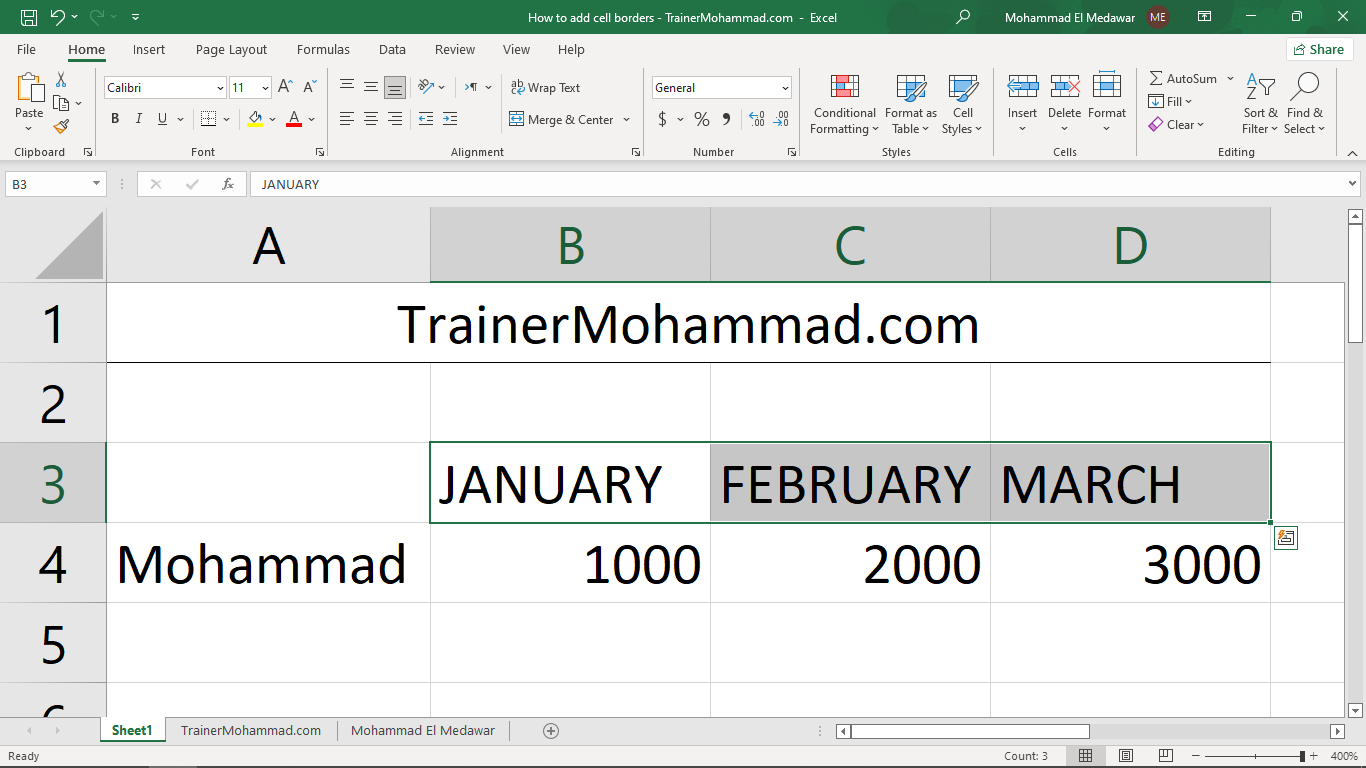 How to add cell borders - TrainerMohammad.com - Excel
Mohammad El Medawar ME
File Home Insert Page Layout Formulas Data Review View Help Share
Paste
Calibri 11
B I U
A
Wrap Text
Merge & Center
General
$ % 9 .00 .0
Conditional Formatting
Format as Table
Cell Styles
Insert
Delete
Format
AutoSum
Fill
Clear
Sort & Filter
Find & Select
Clipboard Font Alignment Number Styles Cells Editing
B3 fx JANUARY
A B C D
1 TrainerMohammad.com
2
3 JANUARY FEBRUARY MARCH
4 Mohammad 1000 2000 3000
5
Sheet1 TrainerMohammad.com Mohammad El Medawar
Ready Count: 3 400%